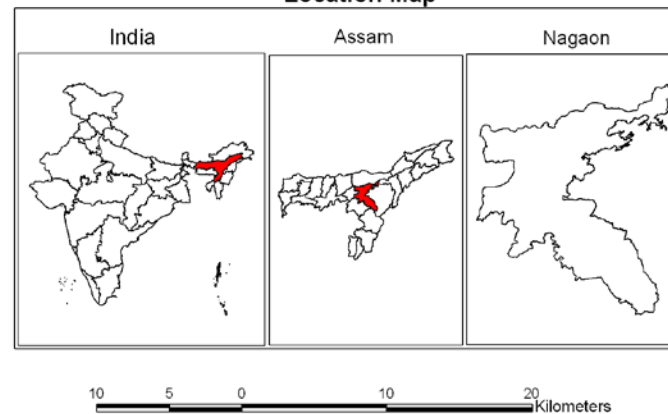 Location Map
India
Assam
Nagaon
10 5 0 10 20
Kilometers